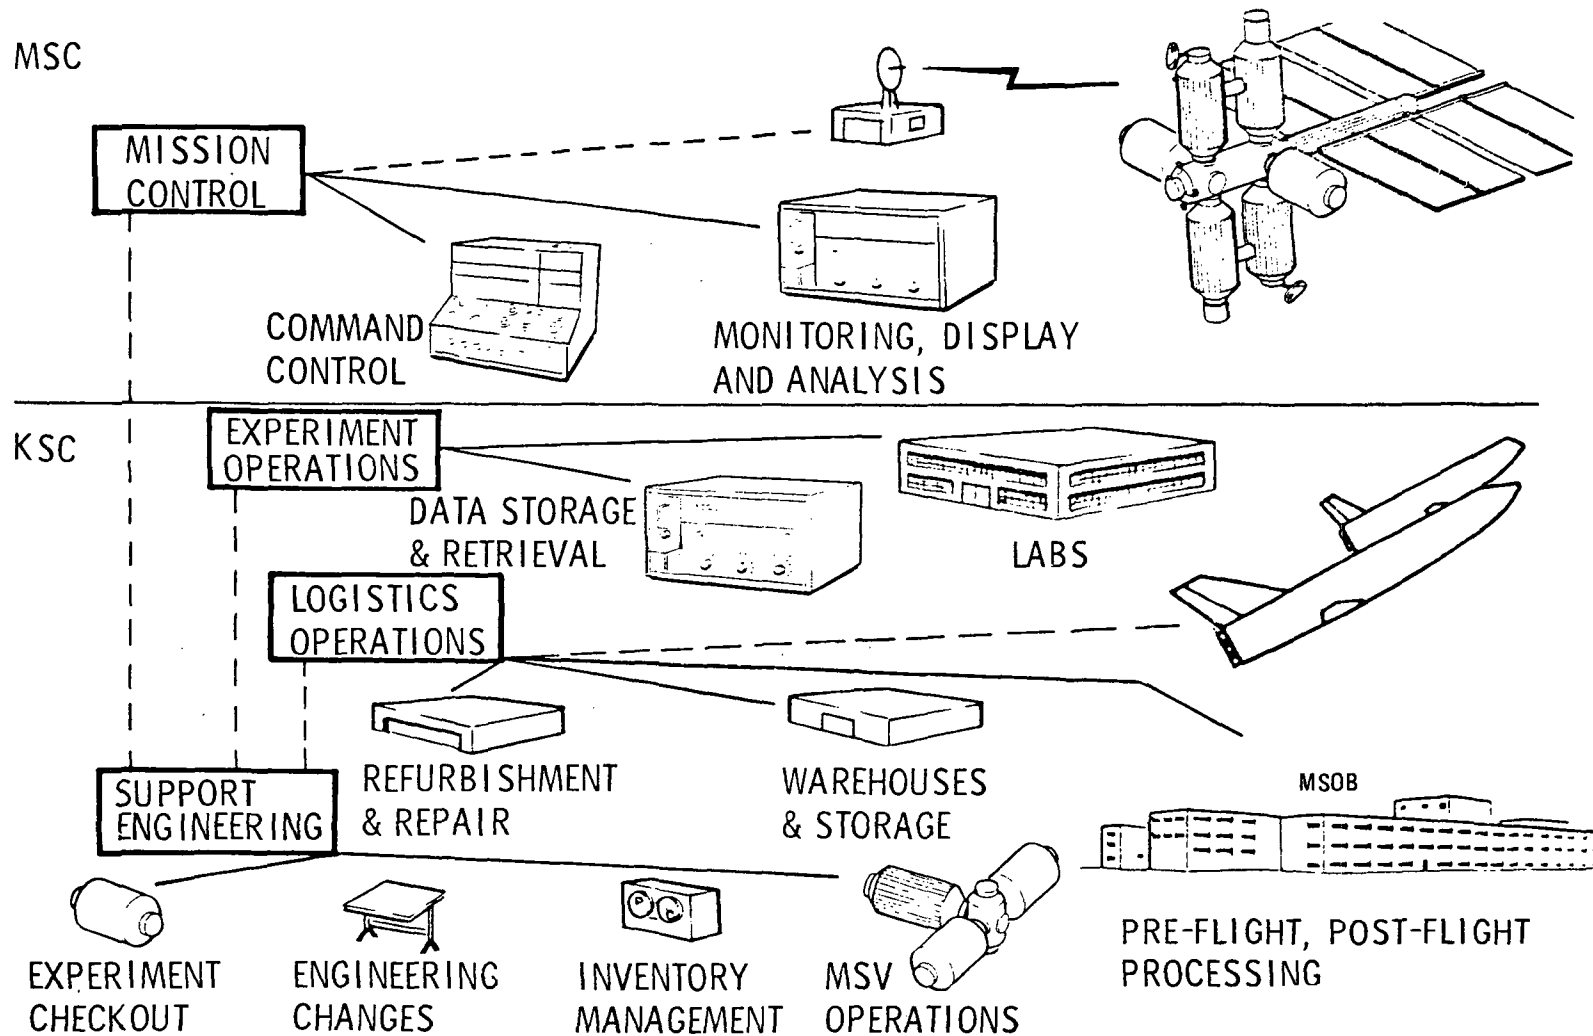 MSC
MISSION
CONTROL
COMMAND
CONTROL
MONITORING, DISPLAY
AND ANALYSIS
KSC
EXPERIMENT
OPERATIONS
DATA STORAGE
& RETRIEVAL
LABS
LOGISTICS
OPERATIONS
REFURBISHMENT
& REPAIR
WAREHOUSES
& STORAGE
MSOB
SUPPORT
ENGINEERING
PRE-FLIGHT, POST-FLIGHT
PROCESSING
EXPERIMENT
CHECKOUT
ENGINEERING
CHANGES
INVENTORY
MANAGEMENT
MSV
OPERATIONS